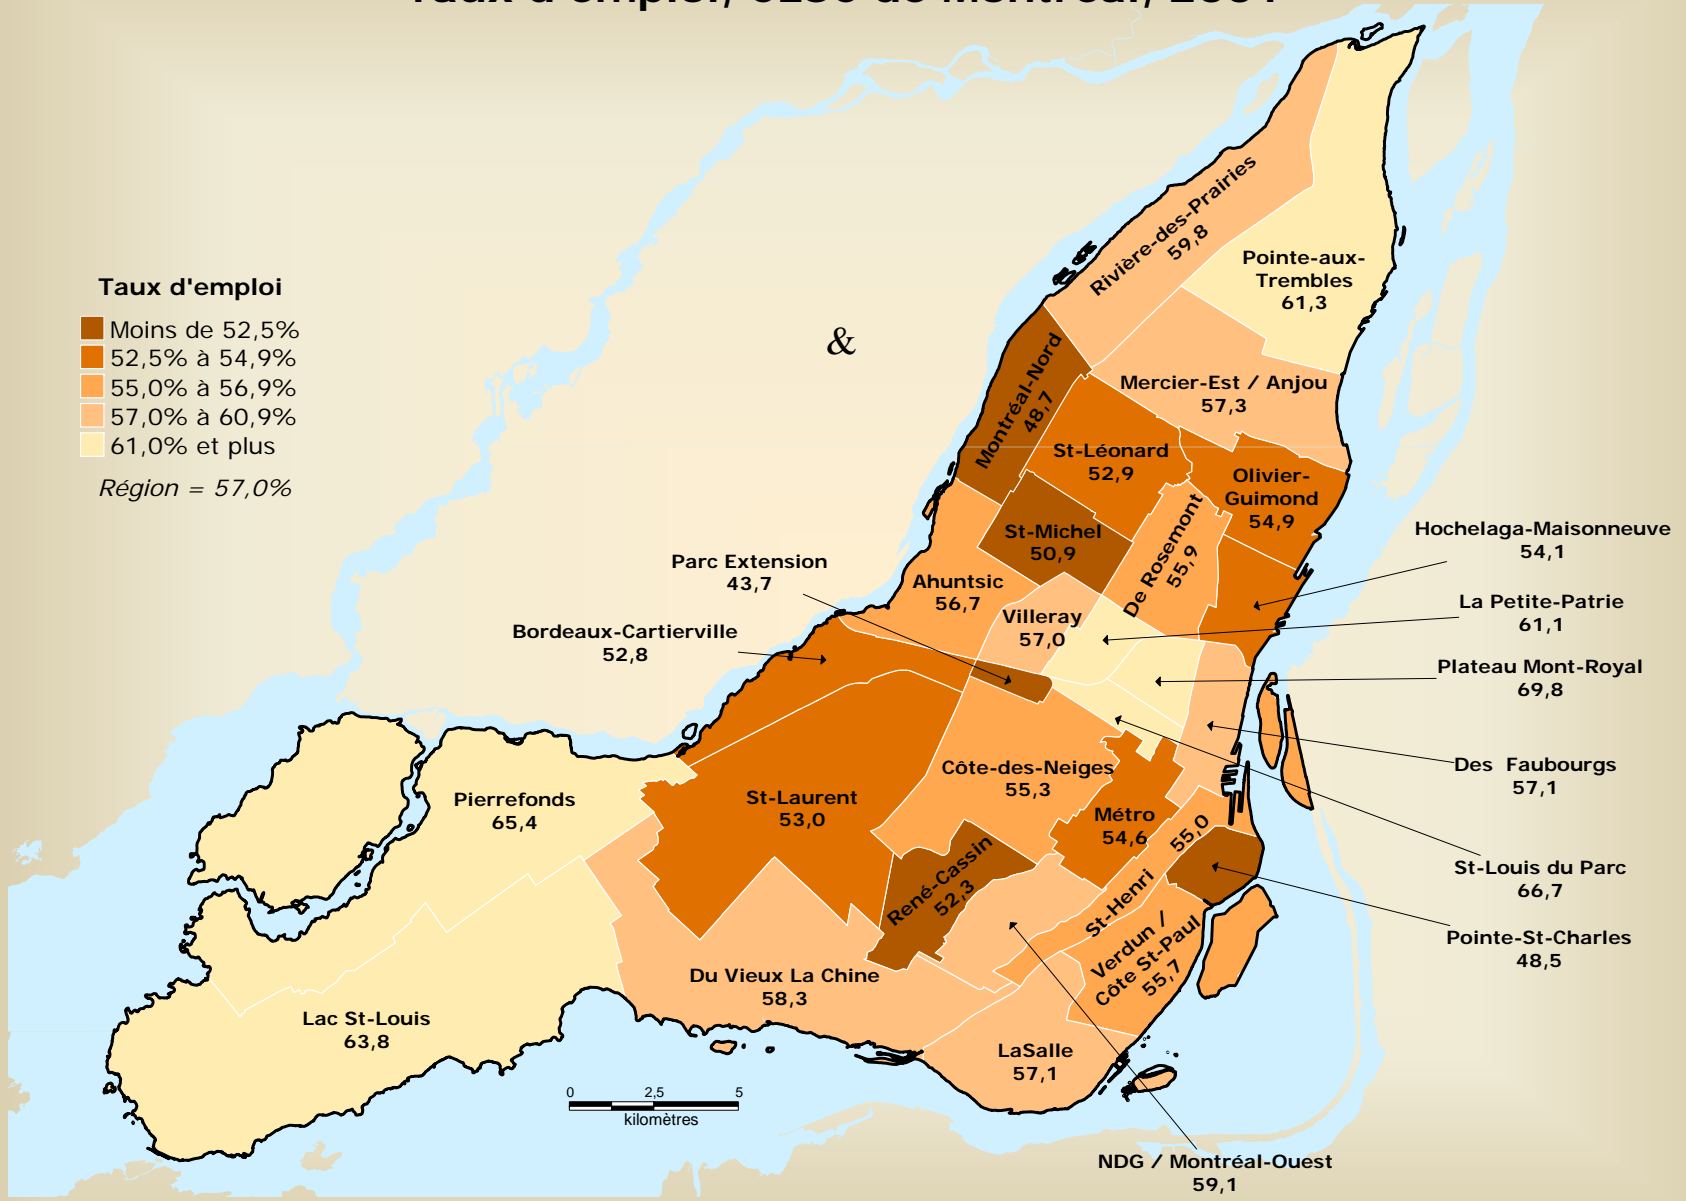 Taux d'emploi
Moins de 52,5%
52,5% à 54,9%
55,0% à 56,9%
57,0% à 60,9%
61,0% et plus
Région = 57,0%
&
Rivière-des-Prairies
59,8
Pointe-aux-
Trembles
61,3
Montréal-Nord
48,7
Mercier-Est / Anjou
57,3
St-Léonard
52,9
Olivier-
Guimond
54,9
St-Michel
50,9
De Rosemont
55,9
Hochelaga-Maisonneuve
54,1
Parc Extension
43,7
Ahuntsic
56,7
Villeray
57,0
La Petite-Patrie
61,1
Bordeaux-Cartierville
52,8
Plateau Mont-Royal
69,8
Côte-des-Neiges
55,3
Des Faubourgs
57,1
Pierrefonds
65,4
St-Laurent
53,0
Métro
54,6
René-Cassin
52,3
St-Henri
55,0
St-Louis du Parc
66,7
Verdun /
Côte St-Paul
55,7
Pointe-St-Charles
48,5
Du Vieux La Chine
58,3
Lac St-Louis
63,8
LaSalle
57,1
0 2,5 5
kilomètres
NDG / Montréal-Ouest
59,1